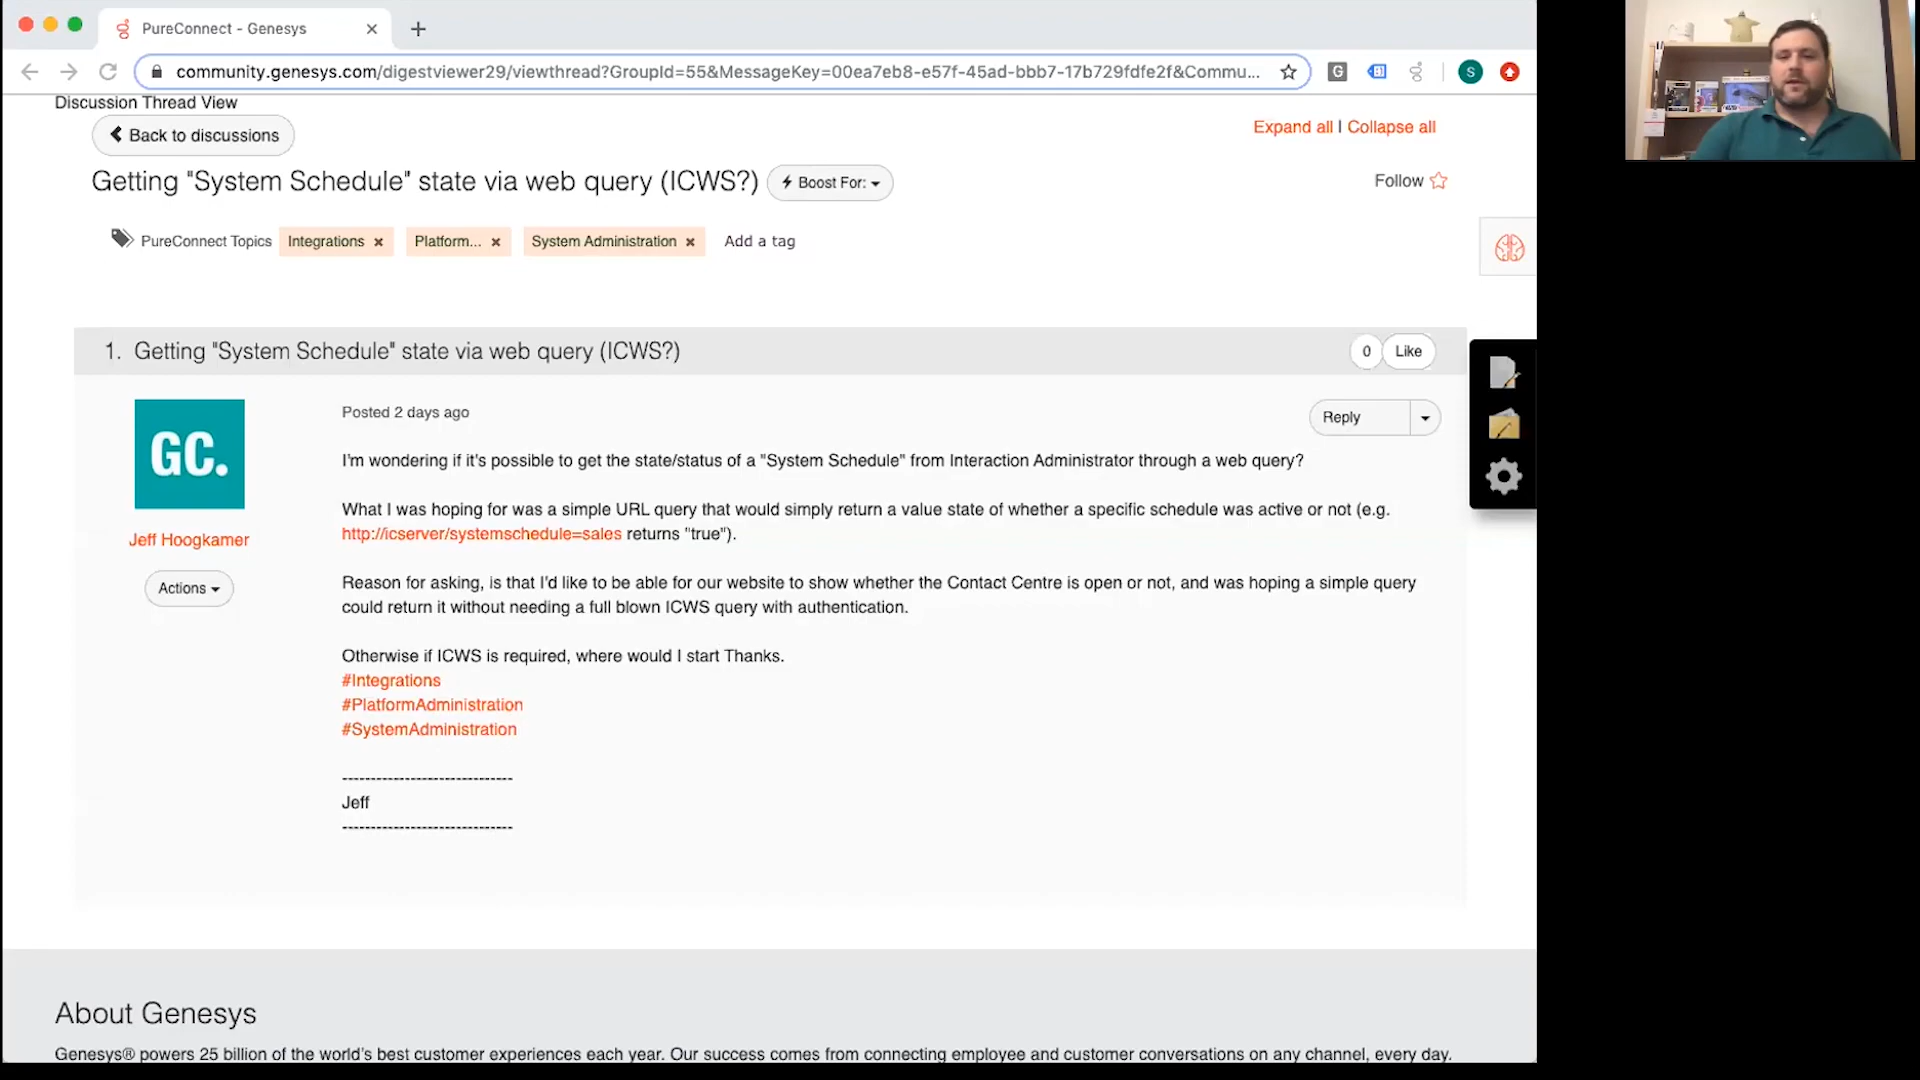 PureConnect - Genesys
community.genesys.com/digestviewer29/viewthread?GroupId=55&MessageKey=00ea7eb8-e57f-45ad-bbb7-17b729fdfe2f&Commu...
G
S
Discussion Thread View
Back to discussions
Expand all | Collapse all
Getting "System Schedule" state via web query (ICWS?)
Boost For:
Follow
PureConnect Topics
Integrations ×
Platform... ×
System Administration ×
Add a tag
1. Getting "System Schedule" state via web query (ICWS?)
0
Like
GC.
Jeff Hoogkamer
Actions
Posted 2 days ago
Reply
I'm wondering if it's possible to get the state/status of a "System Schedule" from Interaction Administrator through a web query?
What I was hoping for was a simple URL query that would simply return a value state of whether a specific schedule was active or not (e.g.
http://icserver/systemschedule=sales returns "true").
Reason for asking, is that I'd like to be able for our website to show whether the Contact Centre is open or not, and was hoping a simple query
could return it without needing a full blown ICWS query with authentication.
Otherwise if ICWS is required, where would I start Thanks.
#Integrations
#PlatformAdministration
#SystemAdministration
------------------------------
Jeff
------------------------------
About Genesys
Genesys® powers 25 billion of the world's best customer experiences each year. Our success comes from connecting employee and customer conversations on any channel, every day.